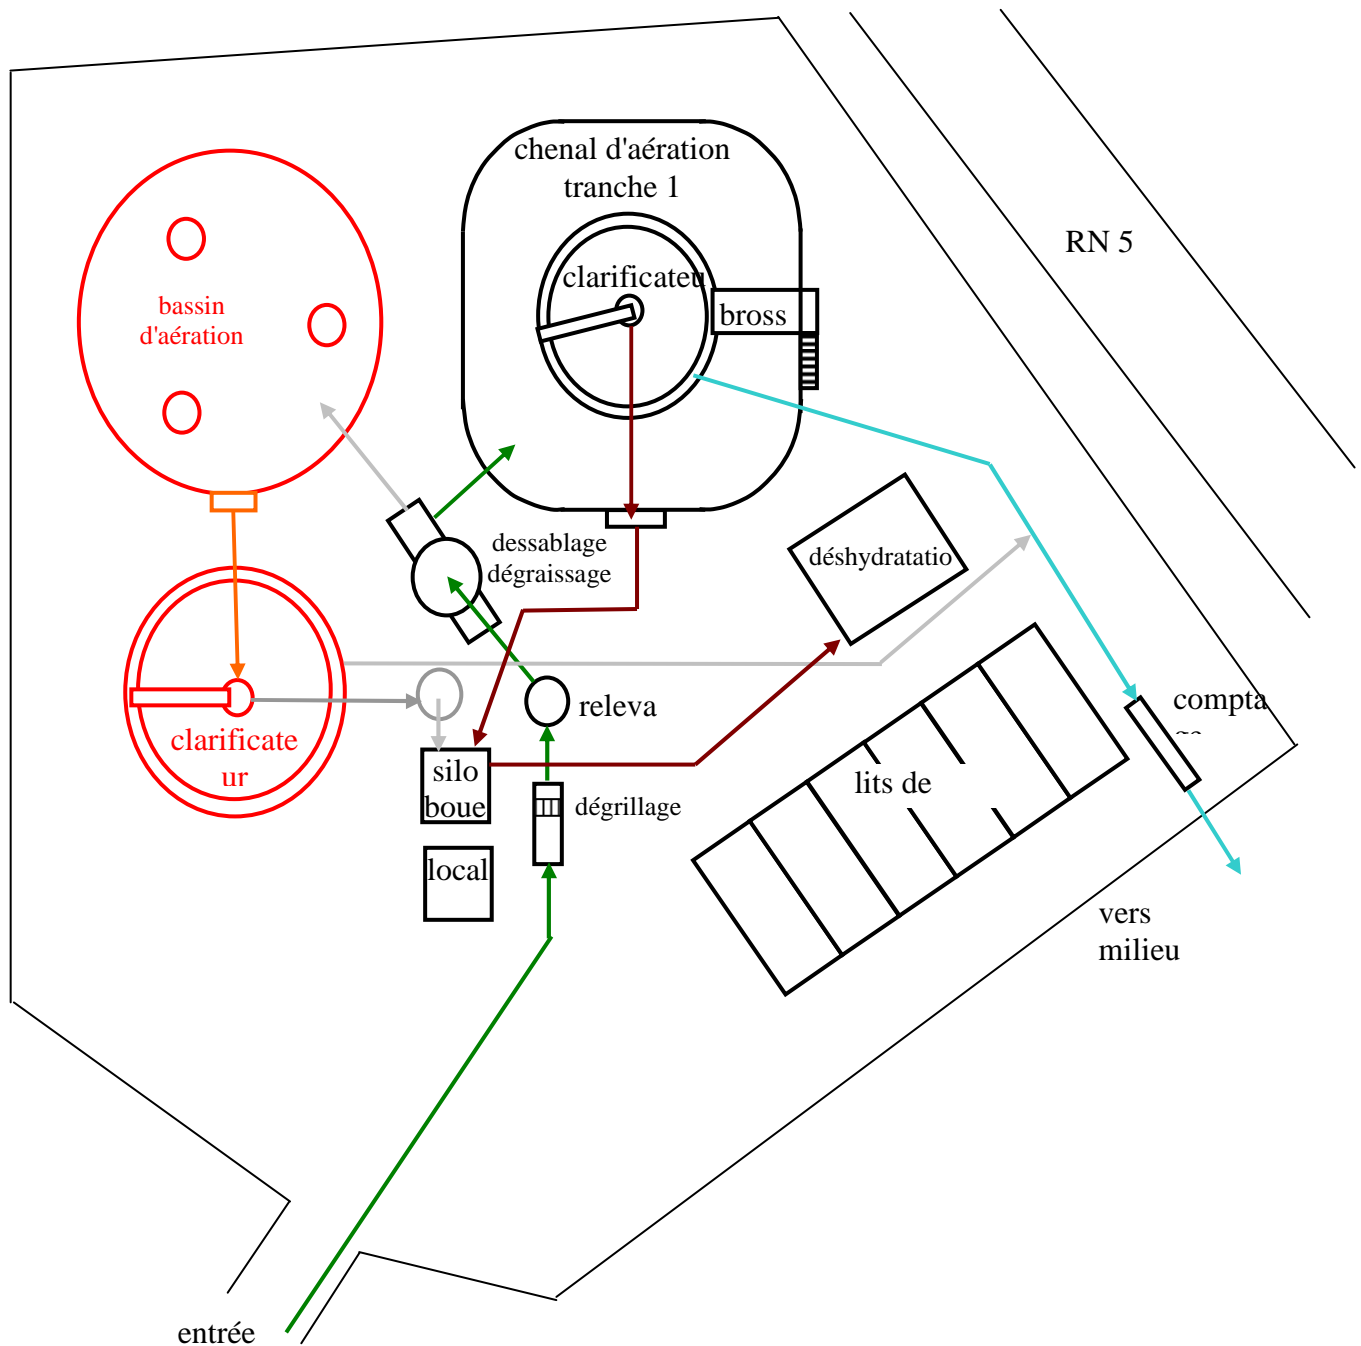 chenal d'aération
tranche 1
RN 5
clarificateu
bross
bassin
d'aération
dessablage
dégraissage
déshydratatio
releva
compta
clarificate
ur
silo
boue
lits de
dégrillage
local
vers
milieu
entrée